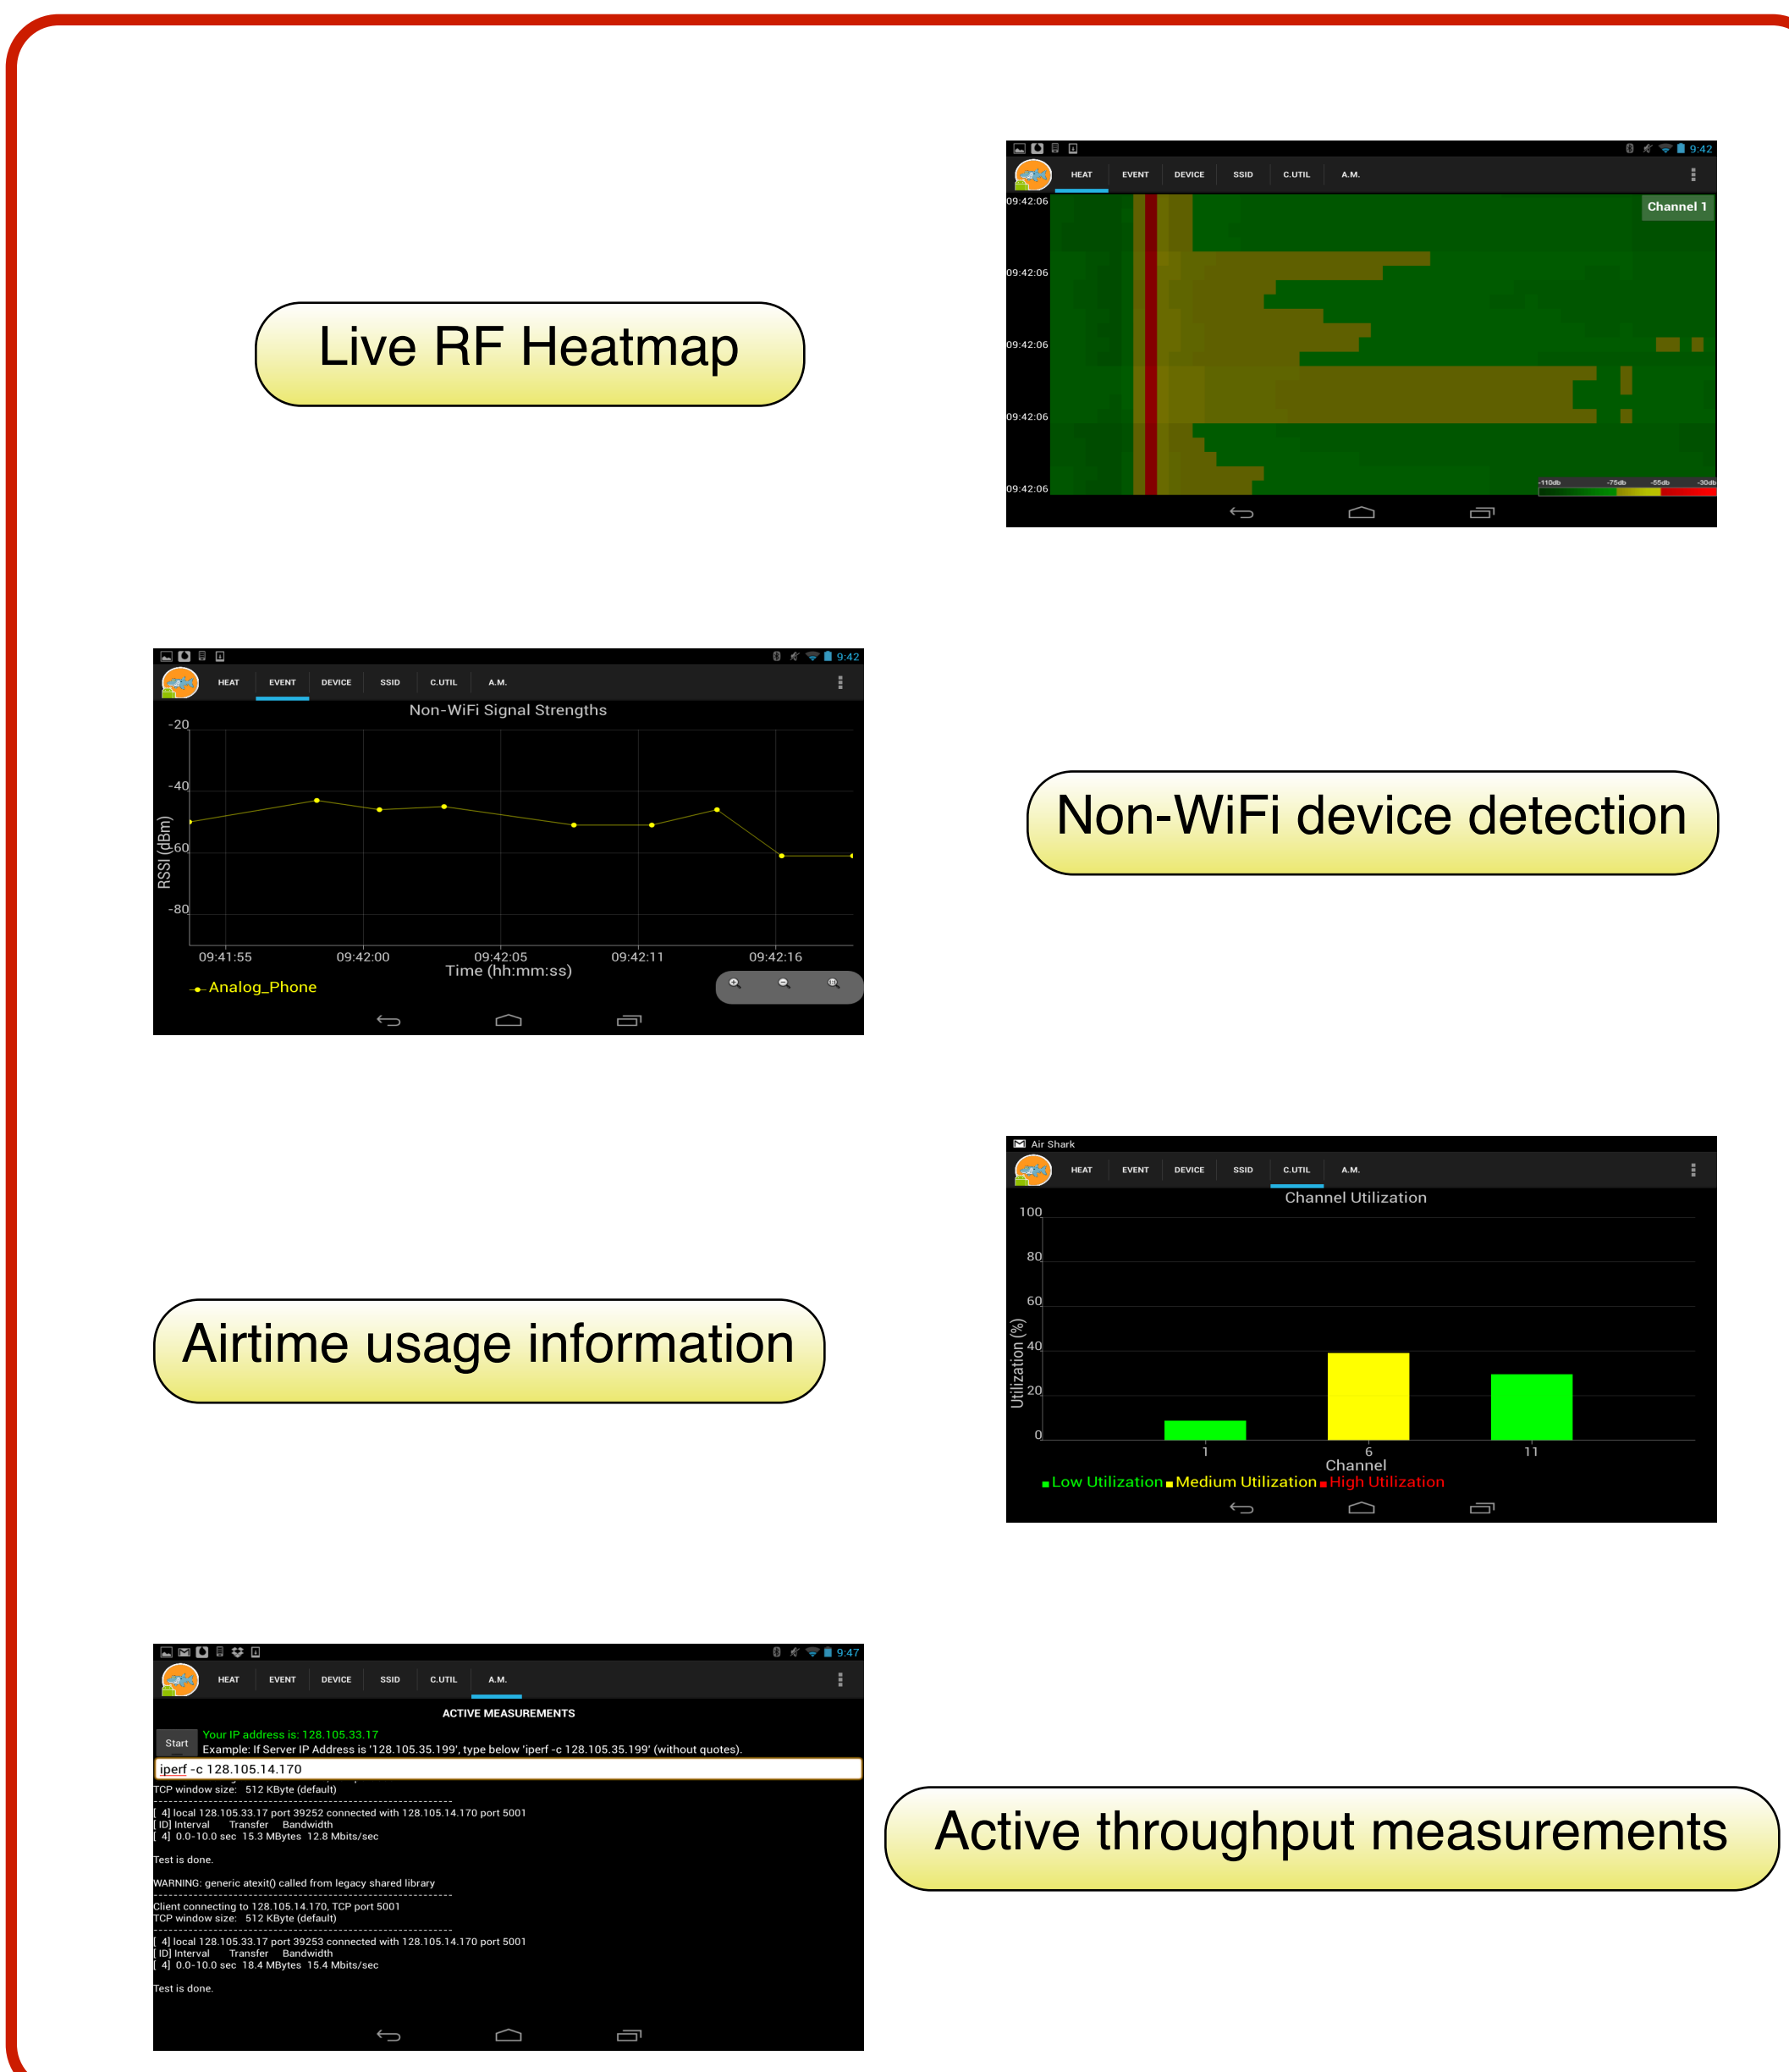 Live RF Heatmap
9:42
HEAT EVENT DEVICE SSID C.UTIL A.M.
09:42:06
Channel 1
09:42:06
09:42:06
09:42:06
09:42:06
-110db -75db -55db -30db
9:42
HEAT EVENT DEVICE SSID C.UTIL A.M.
Non-WiFi Signal Strengths
-20
-40
-60
-80
RSSI (dBm)
09:41:55 09:42:00 09:42:05 09:42:11 09:42:16
Time (hh:mm:ss)
Analog_Phone
Non-WiFi device detection
Airtime usage information
Air Shark
HEAT EVENT DEVICE SSID C.UTIL A.M.
Channel Utilization
100
80
60
40
20
0
Utilization (%)
1 6 11
Channel
Low Utilization Medium Utilization High Utilization
9:47
HEAT EVENT DEVICE SSID C.UTIL A.M.
ACTIVE MEASUREMENTS
Start
Your IP address is: 128.105.33.17
Example: If Server IP Address is '128.105.35.199', type below 'iperf -c 128.105.35.199' (without quotes).
iperf -c 128.105.14.170
TCP window size: 512 KByte (default)
------------------------------------------------------------
[ 4] local 128.105.33.17 port 39252 connected with 128.105.14.170 port 5001
[ ID] Interval Transfer Bandwidth
[ 4] 0.0-10.0 sec 15.3 MBytes 12.8 Mbits/sec
Test is done.
WARNING: generic atexit() called from legacy shared library
------------------------------------------------------------
Client connecting to 128.105.14.170, TCP port 5001
TCP window size: 512 KByte (default)
------------------------------------------------------------
[ 4] local 128.105.33.17 port 39253 connected with 128.105.14.170 port 5001
[ ID] Interval Transfer Bandwidth
[ 4] 0.0-10.0 sec 18.4 MBytes 15.4 Mbits/sec
Test is done.
Active throughput measurements